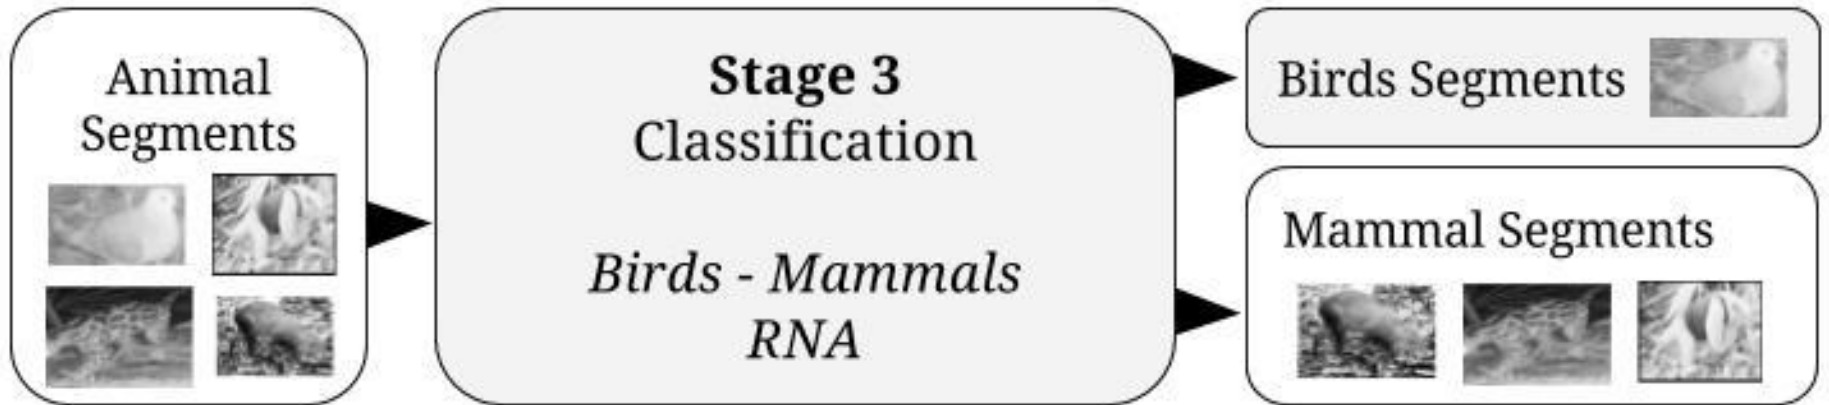 Animal
Segments
Stage 3
Classification
Birds - Mammals
RNA
Birds Segments
Mammal Segments